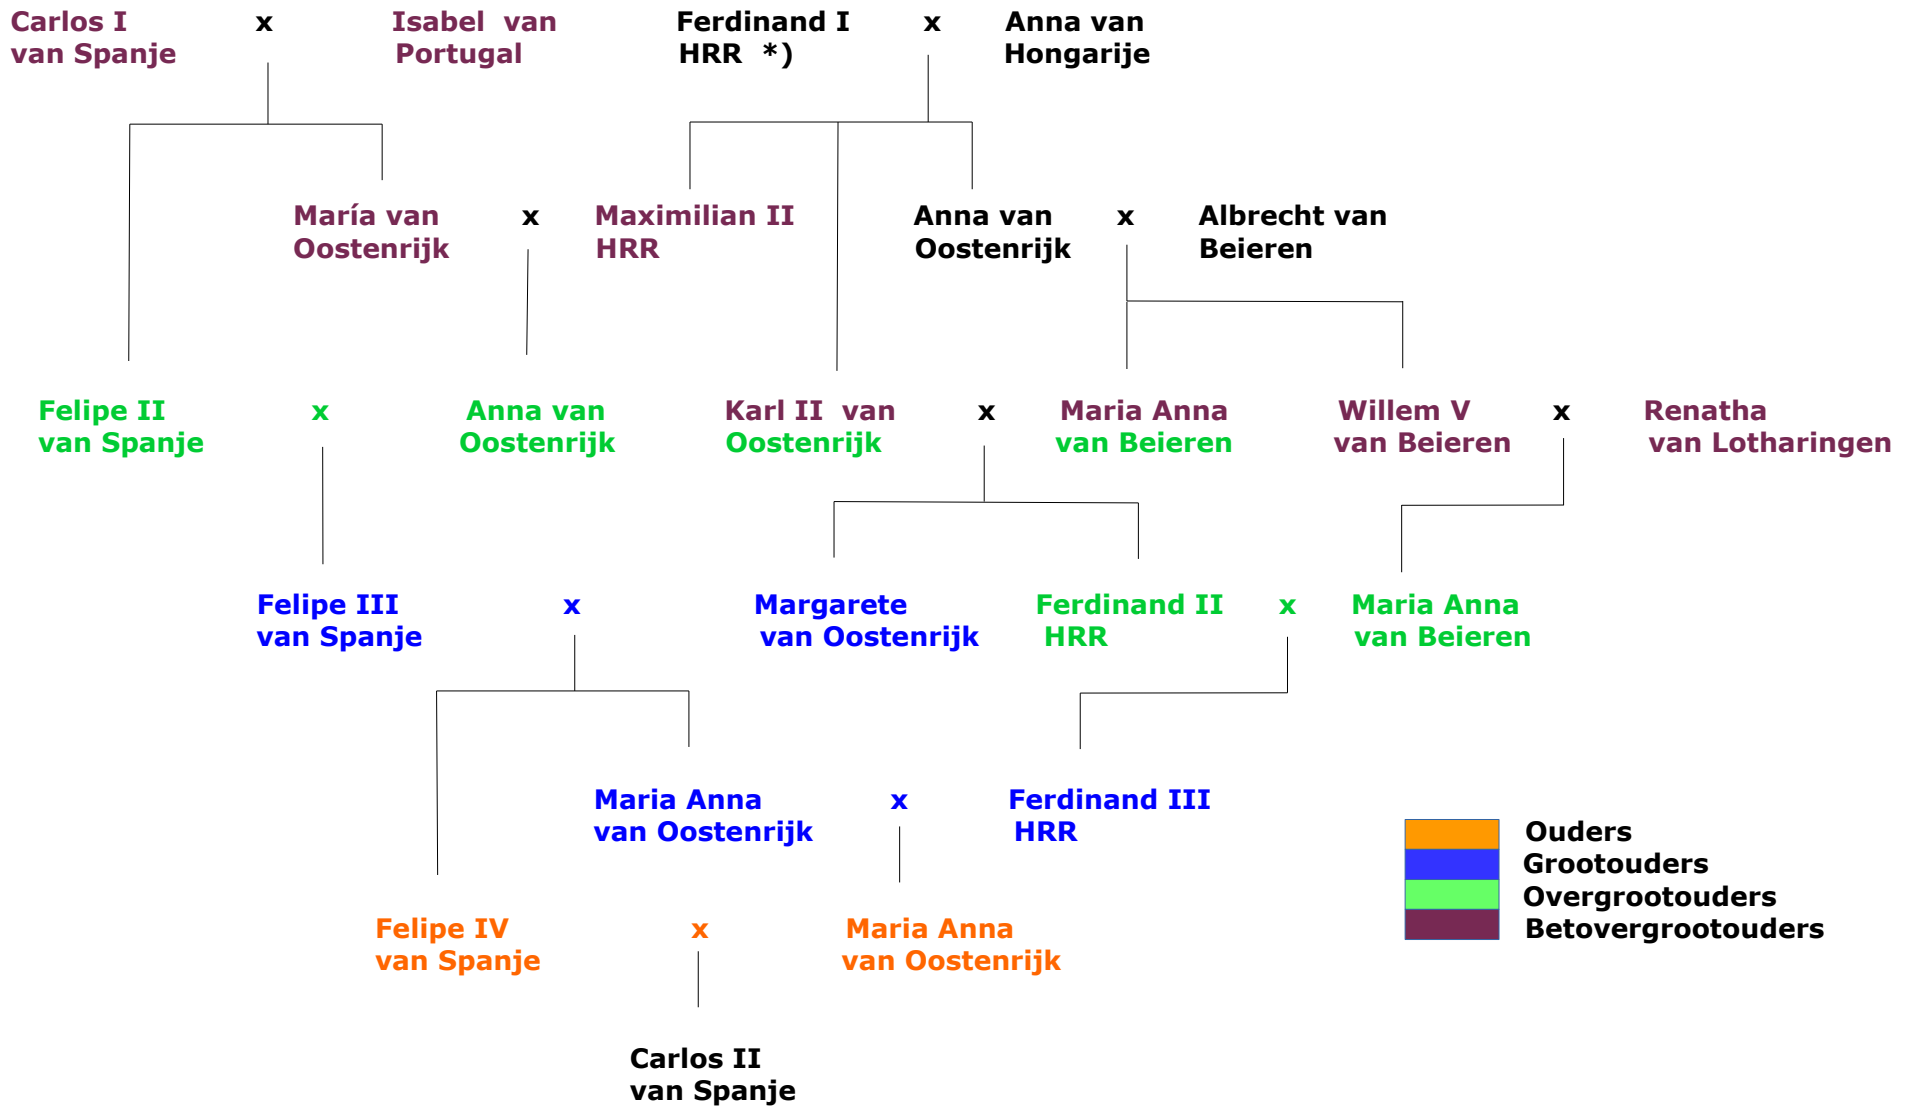 Carlos I x Isabel van Ferdinand I x Anna van
van Spanje Portugal HRR *) Hongarije
María van x Maximilian II Anna van x Albrecht van
Oostenrijk HRR Oostenrijk Beieren
Felipe II x Anna van Karl II van x Maria Anna Willem V x Renatha
van Spanje Oostenrijk Oostenrijk van Beieren van Beieren van Lotharingen
Felipe III x Margarete Ferdinand II x Maria Anna
van Spanje van Oostenrijk HRR van Beieren
Maria Anna x Ferdinand III
van Oostenrijk HRR
Ouders
Grootouders
Overgrootouders
Betovergrootouders
Felipe IV x Maria Anna
van Spanje van Oostenrijk
Carlos II
van Spanje